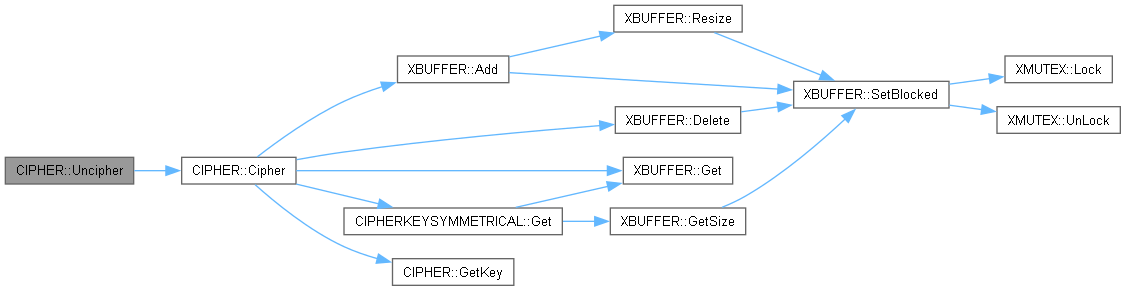 CIPHER::Uncipher
CIPHER::Cipher
XBUFFER::Add
XBUFFER::Resize
XBUFFER::SetBlocked
XMUTEX::Lock
XMUTEX::UnLock
XBUFFER::Delete
XBUFFER::Get
CIPHERKEYSYMMETRICAL::Get
XBUFFER::GetSize
CIPHER::GetKey